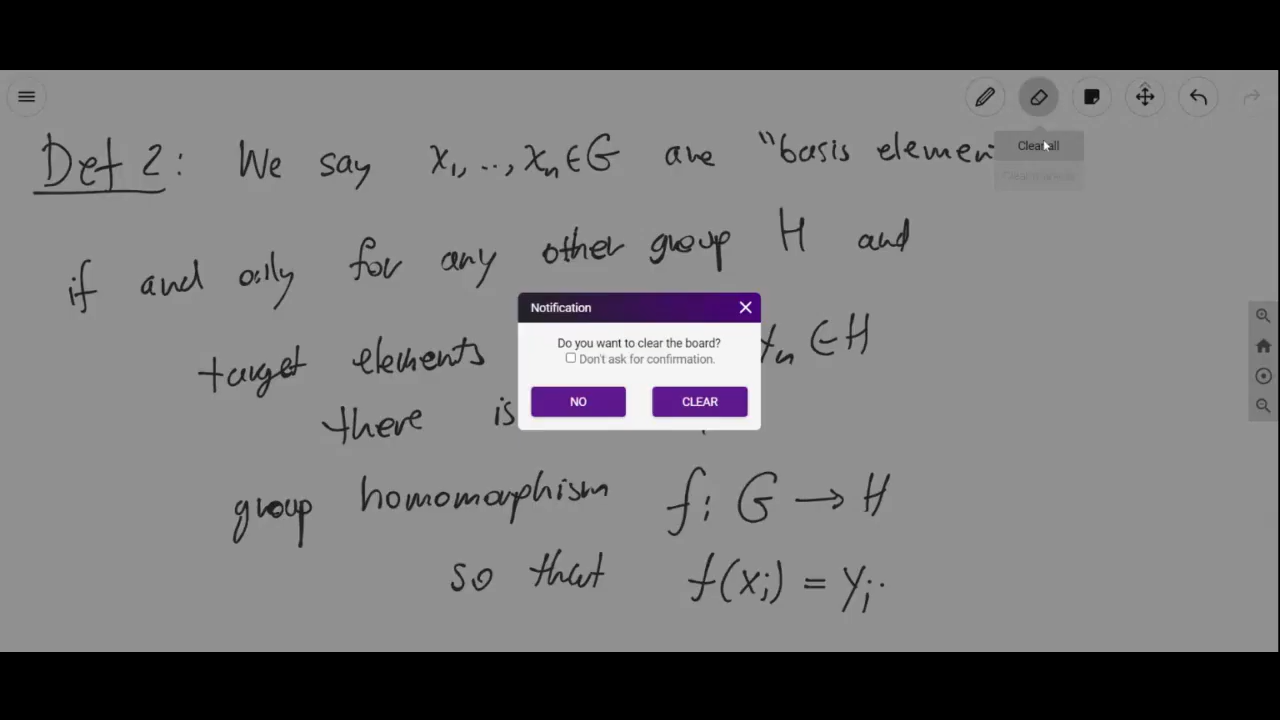 Clear all
Def 2: We say x₁, .., xₙ ∈ G are "basis elemen
if and only for any other group H and
target elements yₙ ∈ H
there is
group homomorphism f: G → H
so that f(xᵢ) = yᵢ.
Notification
Do you want to clear the board?
Don't ask for confirmation.
NO CLEAR